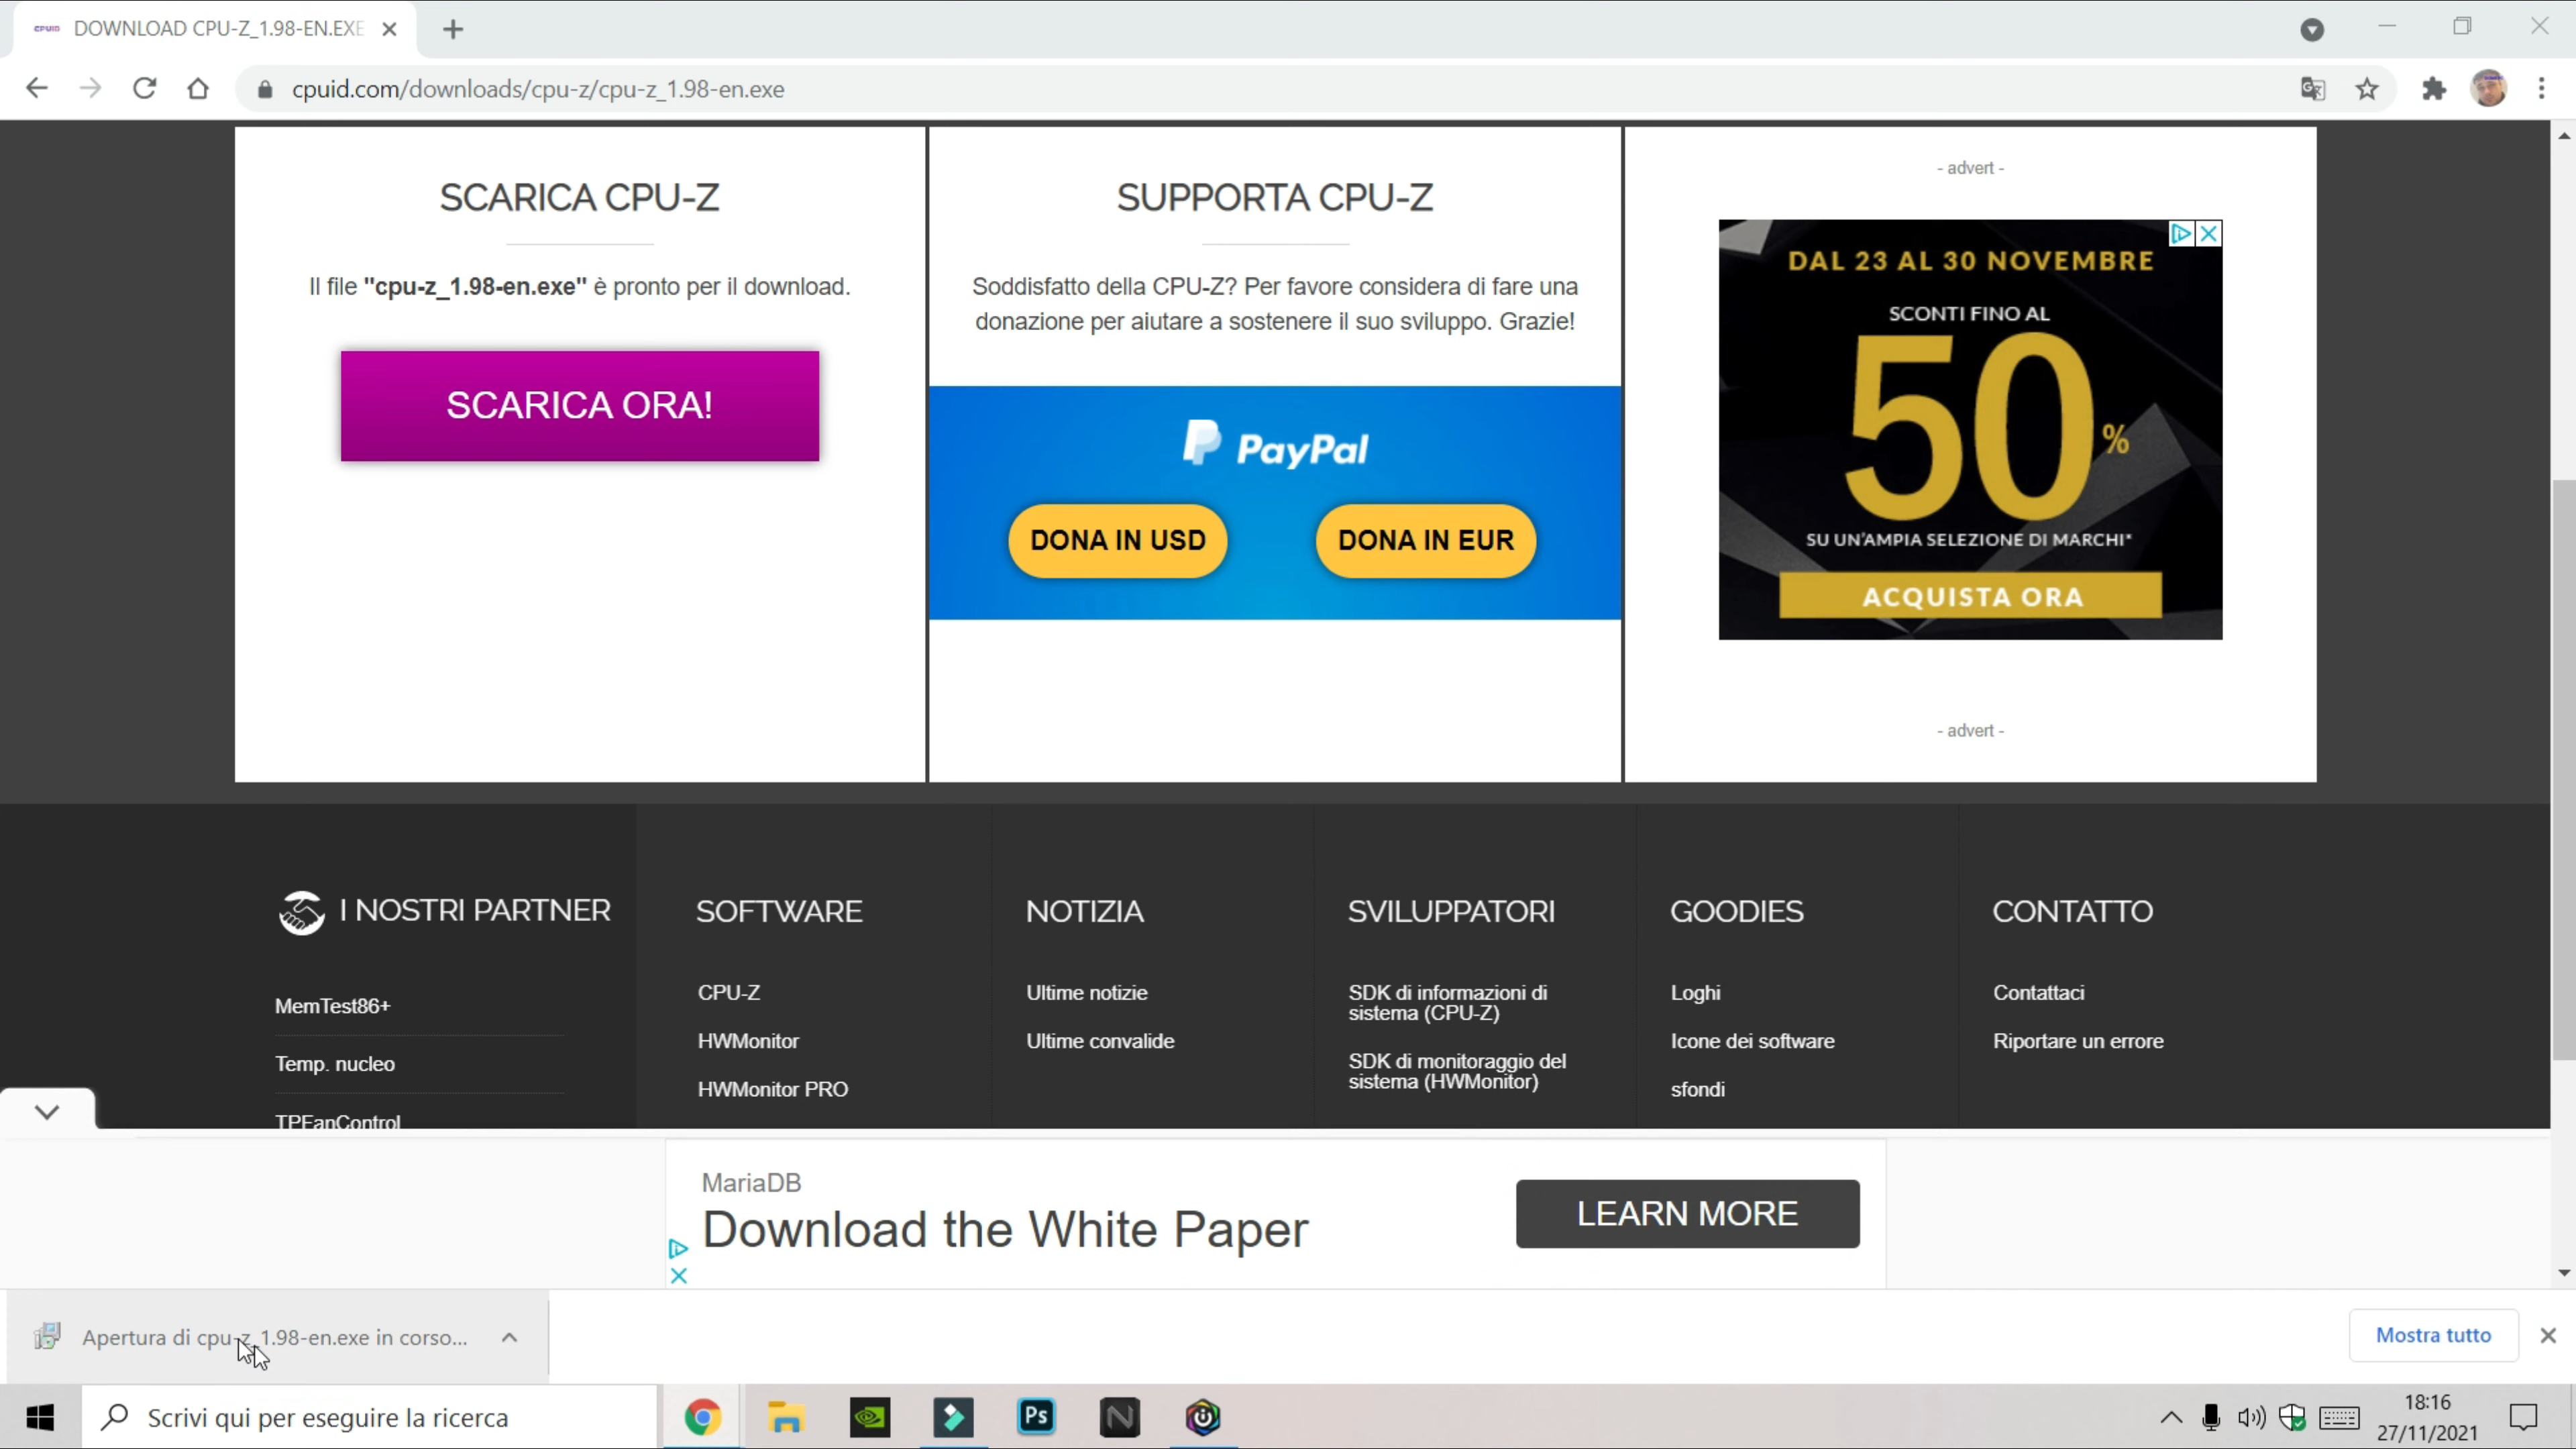 CPUID DOWNLOAD CPU-Z_1.98-EN.EXE
cpuid.com/downloads/cpu-z/cpu-z_1.98-en.exe
SCARICA CPU-Z
Il file "cpu-z_1.98-en.exe" è pronto per il download.
SCARICA ORA!
SUPPORTA CPU-Z
Soddisfatto della CPU-Z? Per favore considera di fare una
donazione per aiutare a sostenere il suo sviluppo. Grazie!
PayPal
DONA IN USD
DONA IN EUR
- advert -
DAL 23 AL 30 NOVEMBRE
SCONTI FINO AL
50%
SU UN'AMPIA SELEZIONE DI MARCHI*
ACQUISTA ORA
- advert -
I NOSTRI PARTNER
MemTest86+
Temp. nucleo
TPFanControl
SOFTWARE
CPU-Z
HWMonitor
HWMonitor PRO
NOTIZIA
Ultime notizie
Ultime convalide
SVILUPPATORI
SDK di informazioni di
sistema (CPU-Z)
SDK di monitoraggio del
sistema (HWMonitor)
GOODIES
Loghi
Icone dei software
sfondi
CONTATTO
Contattaci
Riportare un errore
MariaDB
Download the White Paper
LEARN MORE
Apertura di cpu-z_1.98-en.exe in corso...
Mostra tutto
Scrivi qui per eseguire la ricerca
Ps
N
18:16
27/11/2021